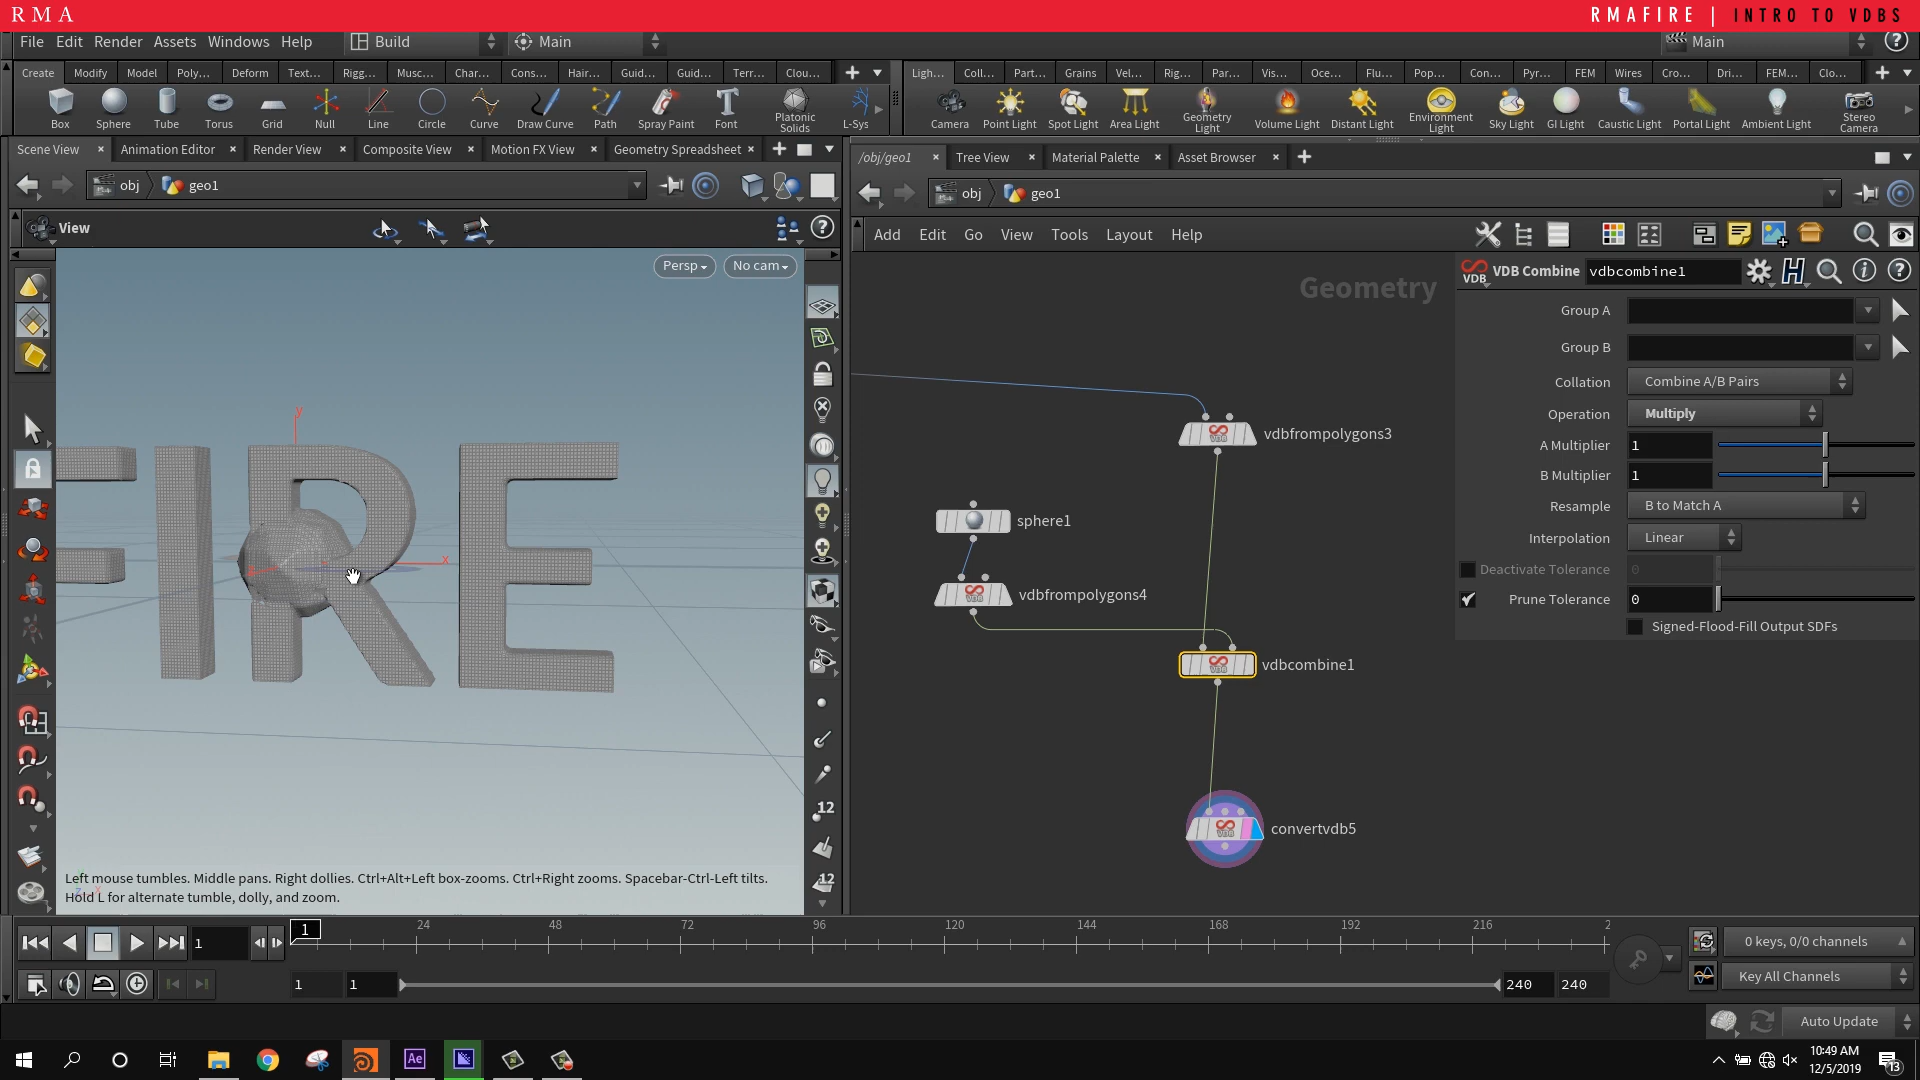 RMA
RMAFIRE | INTRO TO VDBS
File Edit Render Assets Windows Help Build Main Main
Create Modify Model Poly... Deform Text... Rigg... Musc... Char... Cons... Hair... Guid... Guid... Terr... Clou...
Ligh... Coll... Part... Grains Vel... Rig... Par... Vis... Oce... Flu... Pop... Con... Pyr... FEM Wires Cro... Dri... FEM... Clo...
Box Sphere Tube Torus Grid Null Line Circle Curve Draw Curve Path Spray Paint Font Platonic Solids L-Sys
Camera Point Light Spot Light Area Light Geometry Light Volume Light Distant Light Environment Light Sky Light GI Light Caustic Light Portal Light Ambient Light Stereo Camera
Scene View Animation Editor Render View Composite View Motion FX View Geometry Spreadsheet
/obj/geo1 Tree View Material Palette Asset Browser
obj geo1
obj geo1
View
Add Edit Go View Tools Layout Help
Persp No cam
Geometry
VDB VDB Combine vdbcombine1
Group A
Group B
Collation Combine A/B Pairs
Operation Multiply
A Multiplier 1
B Multiplier 1
Resample B to Match A
Interpolation Linear
Deactivate Tolerance 0
Prune Tolerance 0
Signed-Flood-Fill Output SDFs
vdbfrompolygons3
sphere1
vdbfrompolygons4
vdbcombine1
convertvdb5
y
x
FIRE
12
12
Left mouse tumbles. Middle pans. Right dollies. Ctrl+Alt+Left box-zooms. Ctrl+Right zooms. Spacebar-Ctrl-Left tilts.
Hold L for alternate tumble, dolly, and zoom.
1 1 24 48 72 96 120 144 168 192 216 2
0 keys, 0/0 channels
1 1 240 240
Key All Channels
Auto Update
Ae
10:49 AM
12/5/2019
13